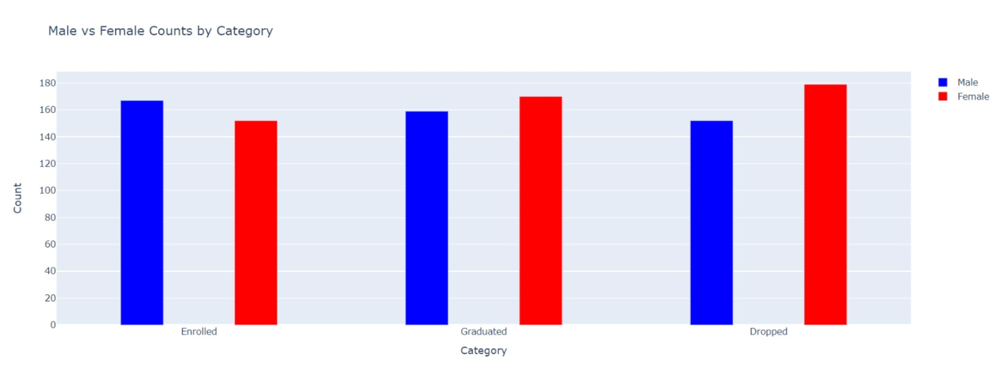 Male vs Female Counts by Category
Male
Female
180
160
140
120
100
80
60
40
20
0
Count
Enrolled Graduated Dropped
Category